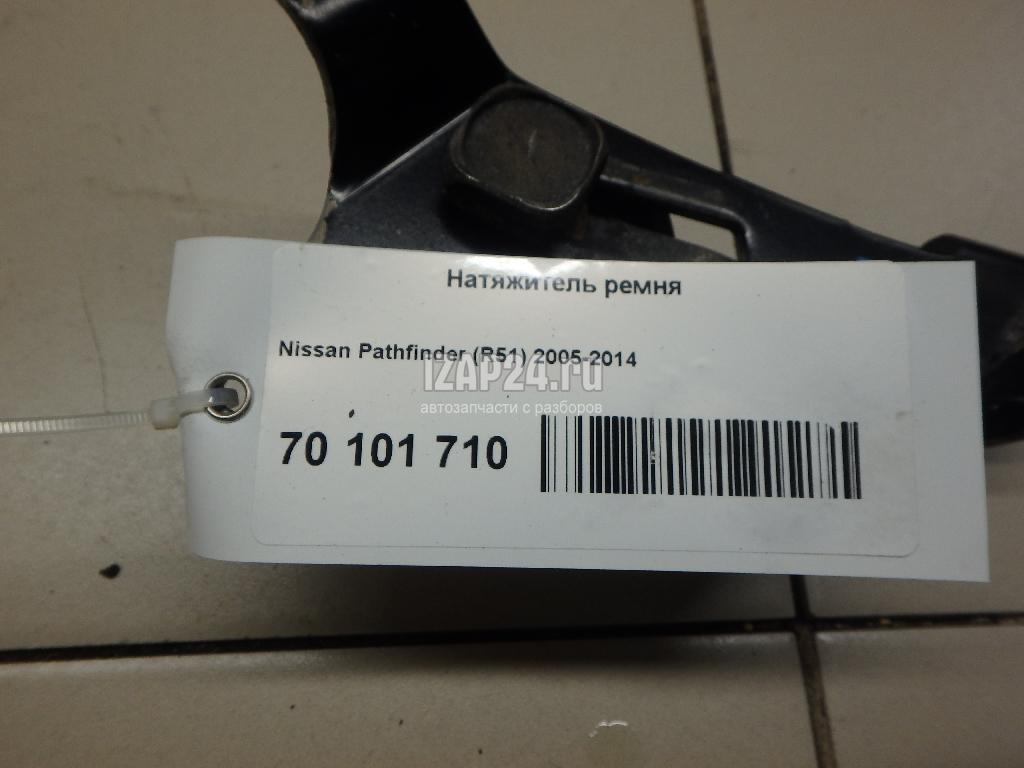 Натяжитель ремня
Nissan Pathfinder (R51) 2005-2014
IZAP24.ru
автозапчасти с разборов
70 101 710